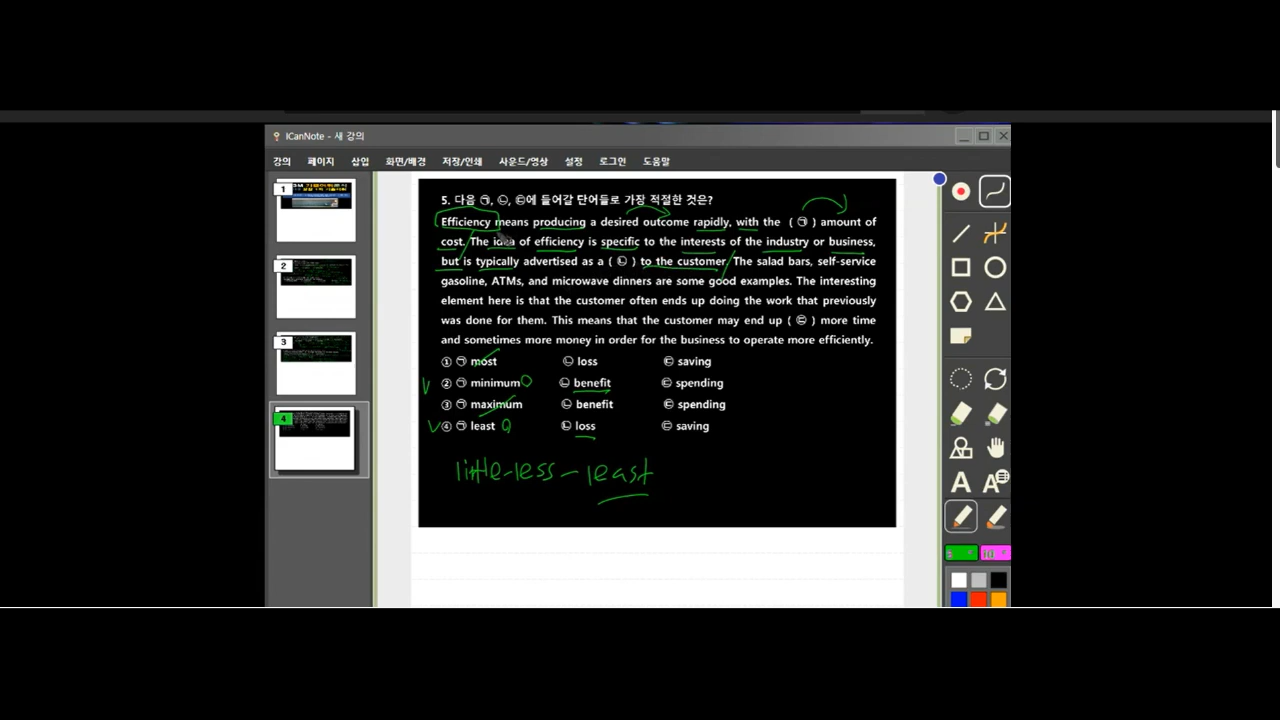 ICanNote - 새 강의
강의 페이지 삽입 화면/배경 저장/인쇄 사운드/영상 설정 로그인 도움말
1
2
3
4
5. 다음 ㉠, ㉡, ㉢에 들어갈 단어들로 가장 적절한 것은?
Efficiency means producing a desired outcome rapidly, with the ( ㉠ ) amount of
cost. The idea of efficiency is specific to the interests of the industry or business,
but is typically advertised as a ( ㉡ ) to the customer. The salad bars, self-service
gasoline, ATMs, and microwave dinners are some good examples. The interesting
element here is that the customer often ends up doing the work that previously
was done for them. This means that the customer may end up ( ㉢ ) more time
and sometimes more money in order for the business to operate more efficiently.
① ㉠ most ㉡ loss ㉢ saving
② ㉠ minimum ㉡ benefit ㉢ spending
③ ㉠ maximum ㉡ benefit ㉢ spending
④ ㉠ least ㉡ loss ㉢ saving
little-less-least